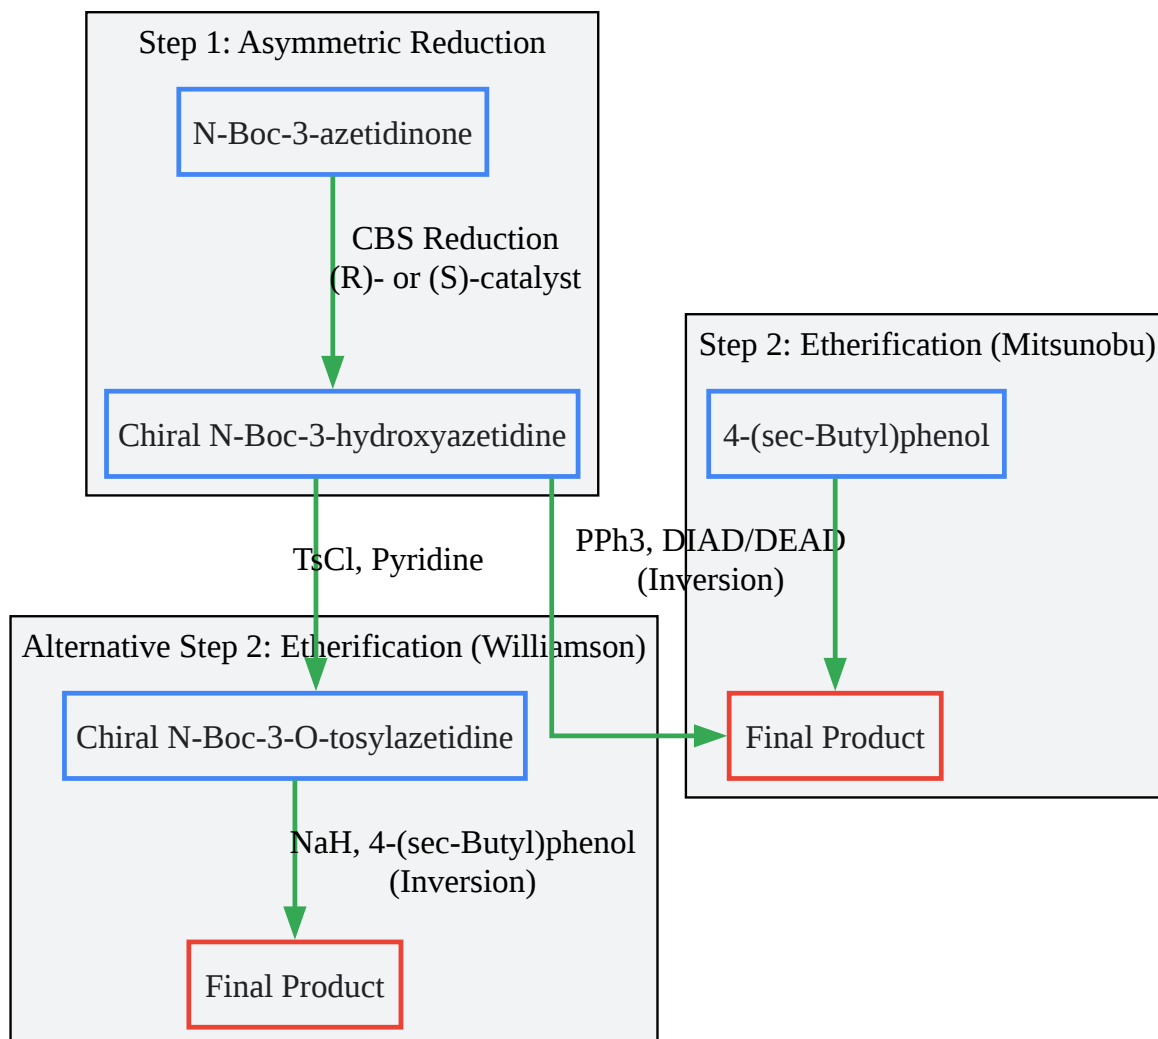 Step 1: Asymmetric Reduction
N-Boc-3-azetidinone
CBS Reduction
(R)- or (S)-catalyst
Chiral N-Boc-3-hydroxyazetidine
Step 2: Etherification (Mitsunobu)
4-(sec-Butyl)phenol
PPh3, DIAD/DEAD
(Inversion)
Final Product
TsCl, Pyridine
Alternative Step 2: Etherification (Williamson)
Chiral N-Boc-3-O-tosylazetidine
NaH, 4-(sec-Butyl)phenol
(Inversion)
Final Product